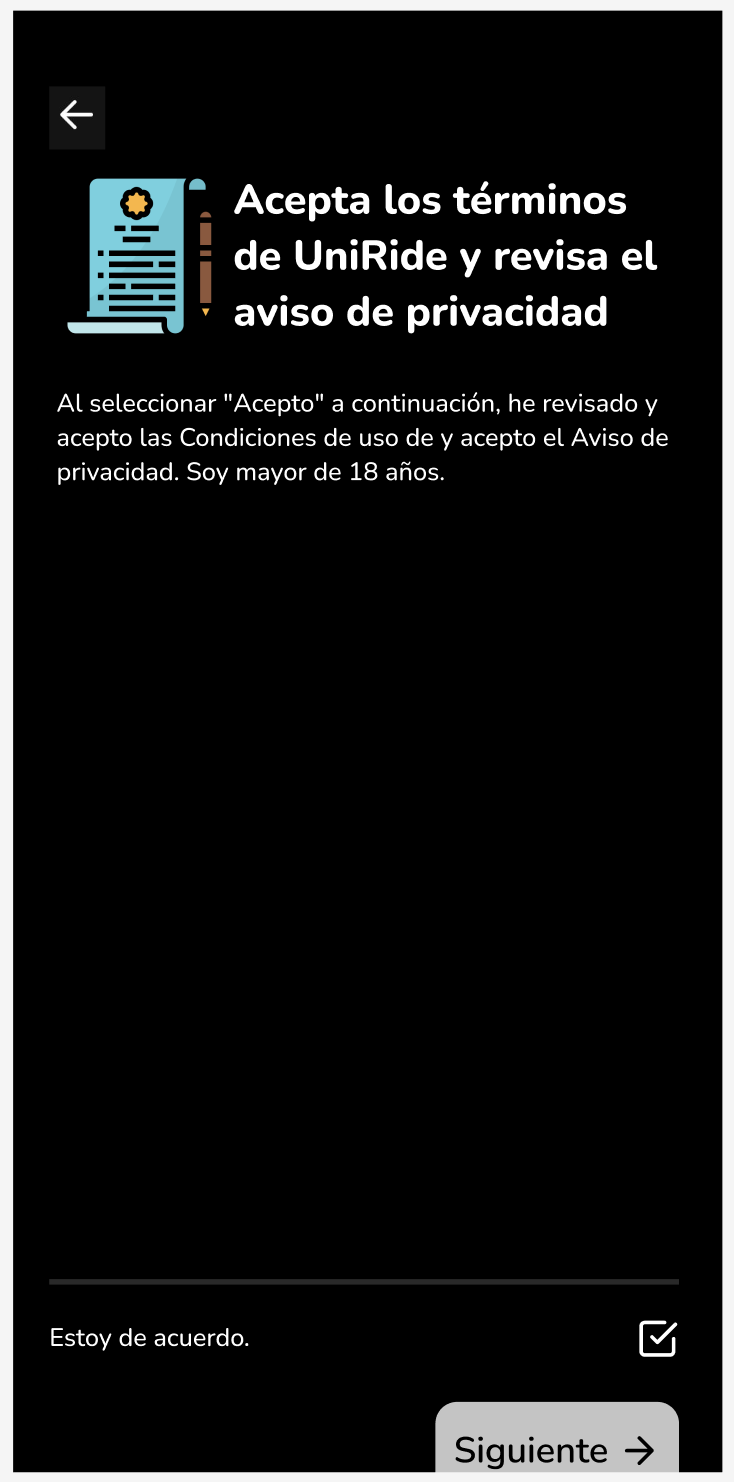 Acepta los términos
de UniRide y revisa el
aviso de privacidad
Al seleccionar "Acepto" a continuación, he revisado y
acepto las Condiciones de uso de y acepto el Aviso de
privacidad. Soy mayor de 18 años.
Estoy de acuerdo.
Siguiente